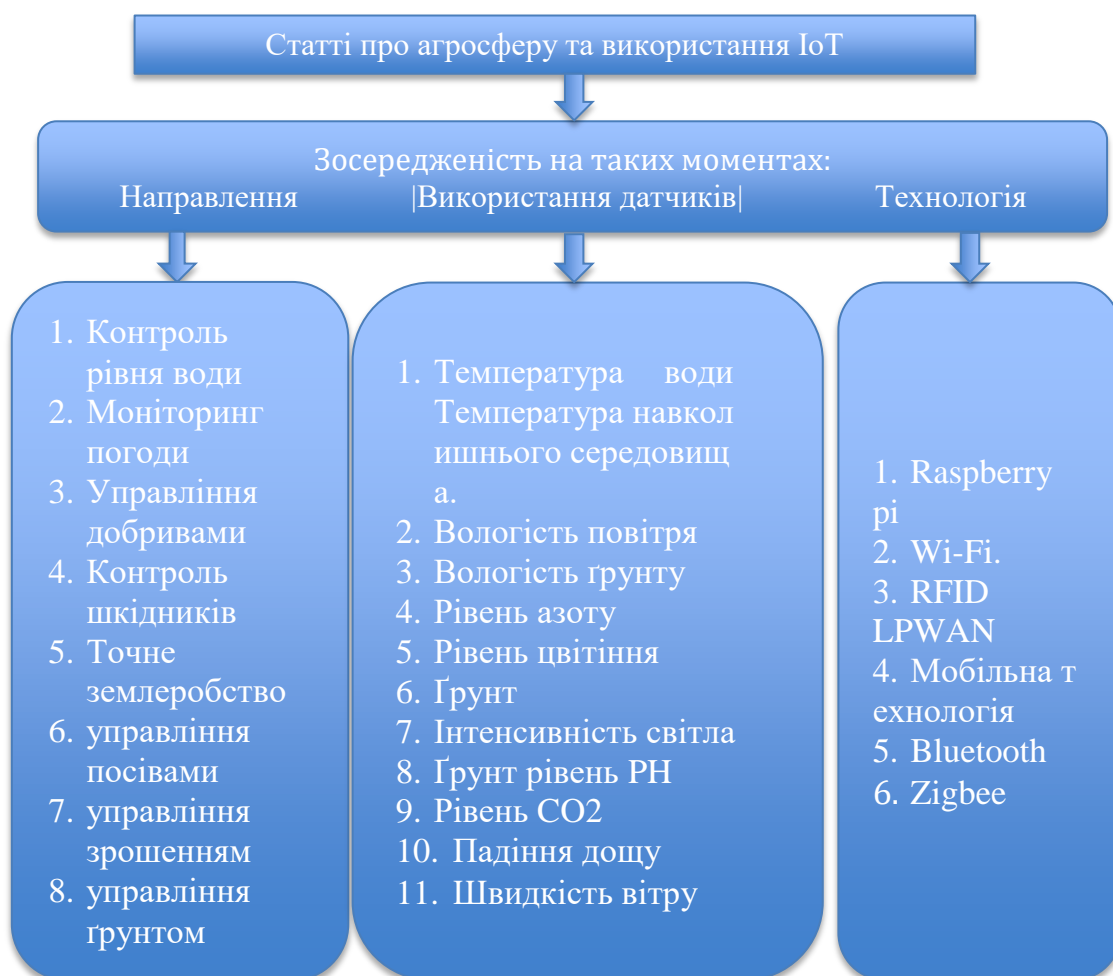 Статті про агросферу та використання IoT
Зосередженість на таких моментах:
Направлення |Використання датчиків| Технологія
1. Контроль
рівня води
2. Моніторинг
погоди
3. Управління
добривами
4. Контроль
шкідників
5. Точне
землеробство
6. управління
посівами
7. управління
зрошенням
8. управління
ґрунтом
1. Температура води
Температура навкол
ишнього середовищ
а.
2. Вологість повітря
3. Вологість ґрунту
4. Рівень азоту
5. Рівень цвітіння
6. Ґрунт
7. Інтенсивність світла
8. Ґрунт рівень PH
9. Рівень CO2
10. Падіння дощу
11. Швидкість вітру
1. Raspberry
pi
2. Wi-Fi.
3. RFID
LPWAN
4. Мобільна т
ехнологія
5. Bluetooth
6. Zigbee